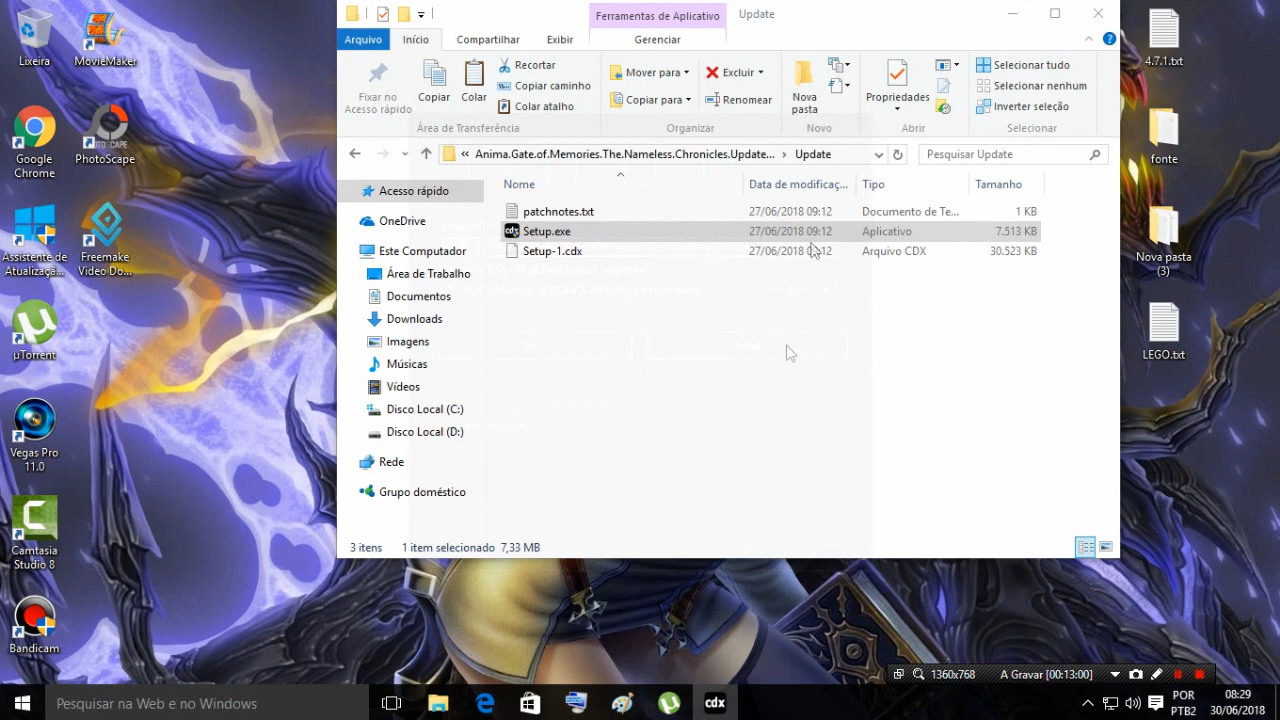 Ferramentas de Aplicativo
Update
Arquivo
Início
Compartilhar
Exibir
Gerenciar
Fixar no
Acesso rápido
Copiar
Colar
Recortar
Copiar caminho
Colar atalho
Mover para
Copiar para
Excluir
Renomear
Nova
pasta
Propriedades
Selecionar tudo
Selecionar nenhum
Inverter seleção
Área de Transferência
Organizar
Novo
Abrir
Selecionar
« Anima.Gate.of.Memories.The.Nameless.Chronicles.Update... > Update
Pesquisar Update
Nome
Data de modificaç...
Tipo
Tamanho
patchnotes.txt 27/06/2018 09:12 Documento de Te... 1 KB
Setup.exe 27/06/2018 09:12 Aplicativo 7.513 KB
Setup-1.cdx 27/06/2018 09:12 Arquivo CDX 30.523 KB
Acesso rápido
OneDrive
Este Computador
Área de Trabalho
Documentos
Downloads
Imagens
Músicas
Vídeos
Disco Local (C:)
Disco Local (D:)
Rede
Grupo doméstico
3 itens
1 item selecionado 7,33 MB
Lixeira
MovieMaker
Google
Chrome
PhotoScape
Assistente de
Atualizaçã...
Freemake
Video Do...
µTorrent
Vegas Pro
11.0
Camtasia
Studio 8
Bandicam
4.7.1.txt
fonte
Nova pasta
(3)
LEGO.txt
1360x768
A Gravar [00:13:00]
Pesquisar na Web e no Windows
cdx
POR
PTB2
08:29
30/06/2018